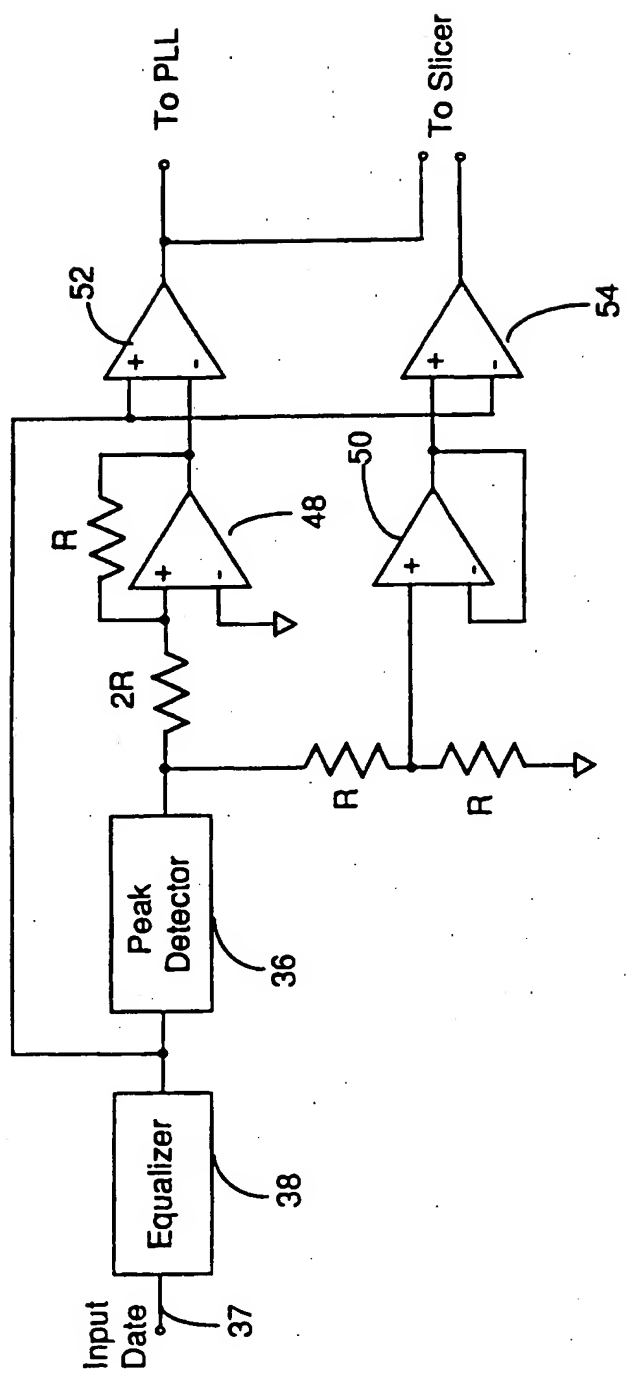 Input
Date
37
Equalizer
38
Peak
Detector
36
2R
R
+
-
48
R
R
+
-
50
+
-
52
+
-
54
To PLL
To Slicer